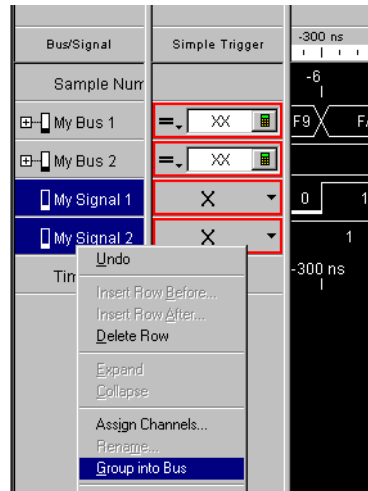 Bus/Signal Simple Trigger -300 ns
Sample Num -6
My Bus 1 = XX F9
My Bus 2 = XX
My Signal 1 X 0 1
My Signal 2 X 1
Tim -300 ns
Undo
Insert Row Before...
Insert Row After...
Delete Row
Expand
Collapse
Assign Channels...
Rename...
Group into Bus